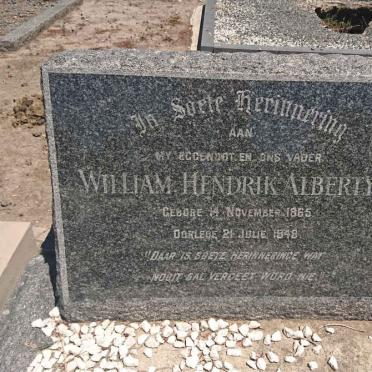 In Soete Herinnering
AAN
MY EGGENOOT EN ONS VADER
WILLIAM HENDRIK ALBERTY
GEBORE 14 NOVEMBER 1865
OORLEDE 21 JULIE 1948
"DAAR IS SOETE HERINNERINGE WAT
NOOIT SAL VERGEET WORD NIE"